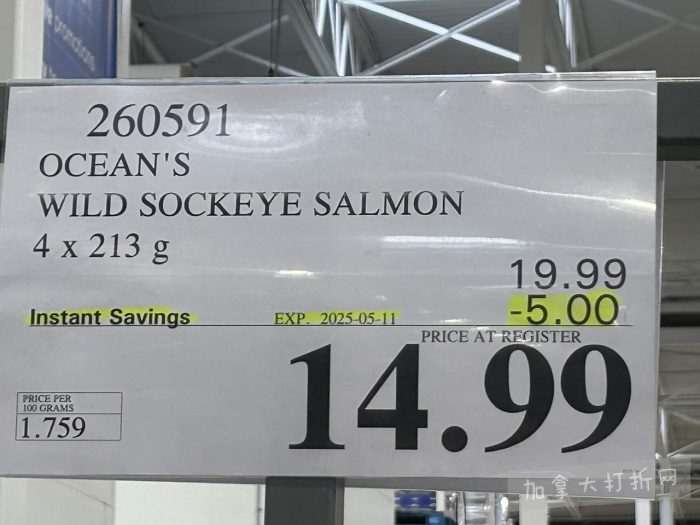 promotions
260591
OCEAN'S
WILD SOCKEYE SALMON
4 x 213 g
19.99
Instant Savings EXP. 2025-05-11 -5.00
PRICE AT REGISTER
14.99
PRICE PER
100 GRAMS
1.759
加拿大打折网